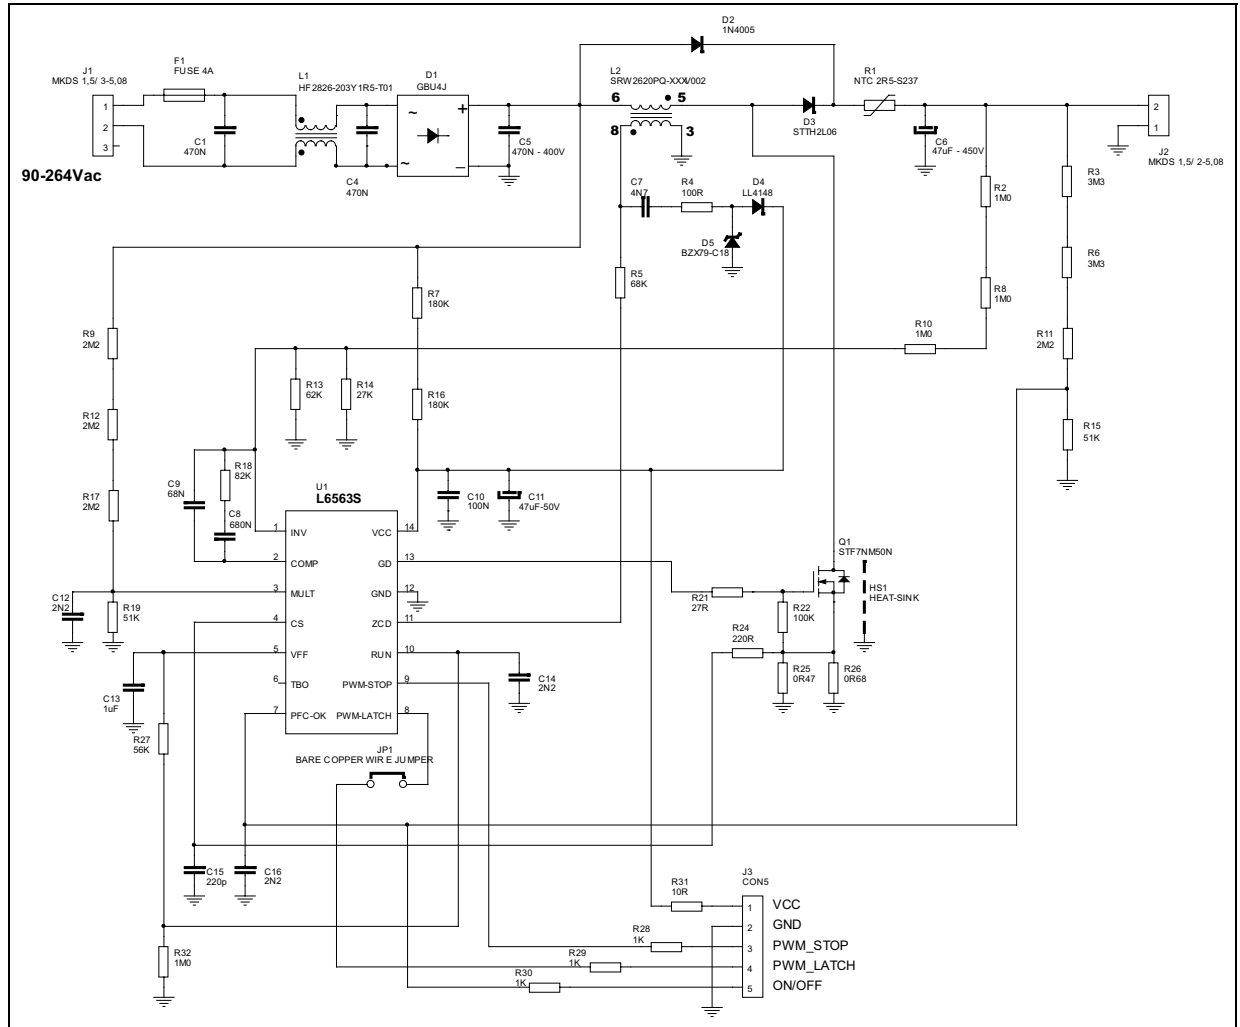 D2
1N4005
J1
MKDS 1,5/ 3-5,08
F1
FUSE 4A
L1
HF2826-203Y1R5-T01
D1
GBU4J
L2
SRW2620PQ-XXXV002
R1
NTC 2R5-S237
1
2
3
~
~
+
_
6
5
8
3
C1
470N
C4
470N
C5
470N - 400V
D3
STTH2L06
C6
47uF - 450V
2
1
J2
MKDS 1,5/ 2-5,08
90-264Vac
C7
4N7
R4
100R
D4
LL4148
D5
BZX79-C18
R2
1M0
R3
3M3
R5
68K
R6
3M3
R7
180K
R8
1M0
R9
2M2
R10
1M0
R11
2M2
R13
62K
R14
27K
R16
180K
R12
2M2
R15
51K
R18
82K
C9
68N
C8
680N
R17
2M2
U1
L6563S
C10
100N
C11
47uF-50V
1
INV
VCC
14
2
COMP
GD
13
3
MULT
GND
12
4
CS
ZCD
11
5
VFF
RUN
10
6
TBO
PWM-STOP
9
7
PFC-OK
PWM-LATCH
8
Q1
STF7NM50N
HS1
HEAT-SINK
C12
2N2
R19
51K
R21
27R
R22
100K
R24
220R
R25
0R47
R26
0R68
C13
1uF
C14
2N2
R27
56K
JP1
BARE COPPER WIRE JUMPER
C15
220p
C16
2N2
R31
10R
J3
CON5
1
VCC
2
GND
3
PWM_STOP
4
PWM_LATCH
5
ON/OFF
R28
1K
R29
1K
R30
1K
R32
1M0